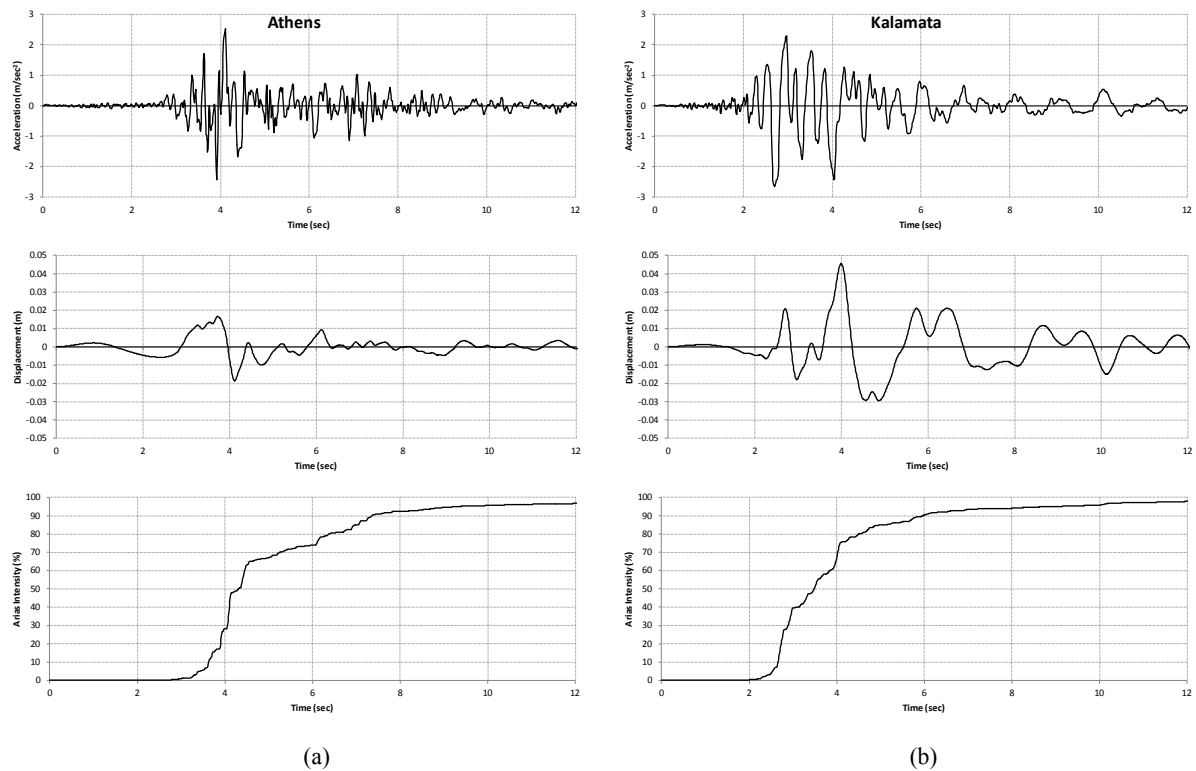 Athens
Acceleration (m/sec²)
3
2
1
0
-1
-2
-3
0 2 4 6 8 10 12
Time (sec)
Displacement (m)
0.05
0.04
0.03
0.02
0.01
0
-0.01
-0.02
-0.03
-0.04
-0.05
0 2 4 6 8 10 12
Time (sec)
Arias Intensity (%)
100
90
80
70
60
50
40
30
20
10
0
0 2 4 6 8 10 12
Time (sec)
(a)
Kalamata
Acceleration (m/sec²)
3
2
1
0
-1
-2
-3
0 2 4 6 8 10 12
Time (sec)
Displacement (m)
0.05
0.04
0.03
0.02
0.01
0
-0.01
-0.02
-0.03
-0.04
-0.05
0 2 4 6 8 10 12
Time (sec)
Arias Intensity (%)
100
90
80
70
60
50
40
30
20
10
0
0 2 4 6 8 10 12
Time (sec)
(b)